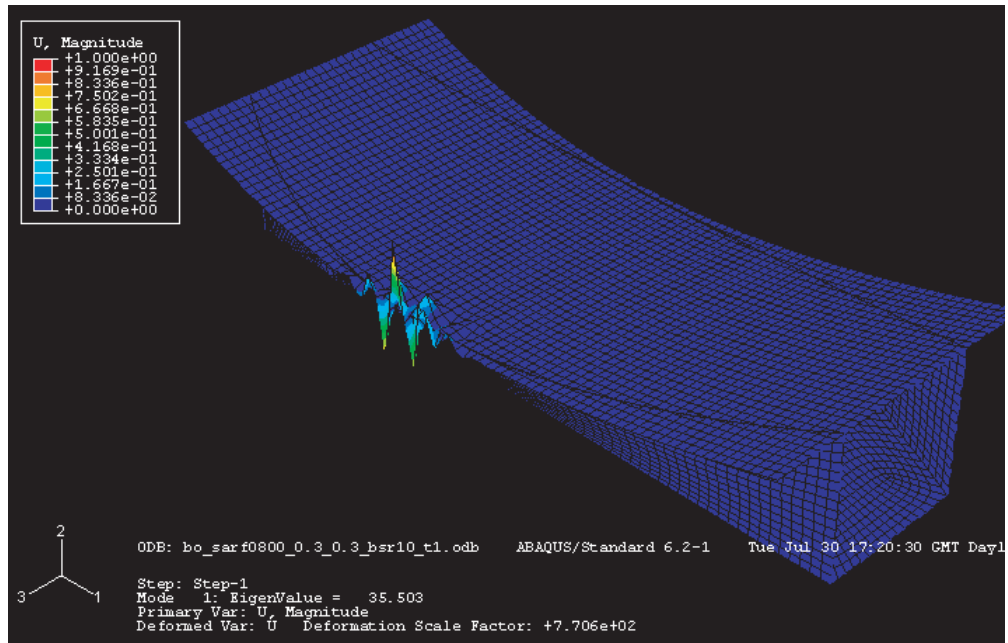 U, Magnitude
+1.000e+00
+9.169e-01
+8.336e-01
+7.502e-01
+6.668e-01
+5.835e-01
+5.001e-01
+4.168e-01
+3.334e-01
+2.501e-01
+1.667e-01
+8.336e-02
+0.000e+00
2
3
1
ODB: bo_sarf0800_0.3_0.3_bsr10_t1.odb ABAQUS/Standard 6.2-1 Tue Jul 30 17:20:30 GMT Dayl
Step: Step-1
Mode 1: EigenValue = 35.503
Primary Var: U, Magnitude
Deformed Var: U Deformation Scale Factor: +7.706e+02